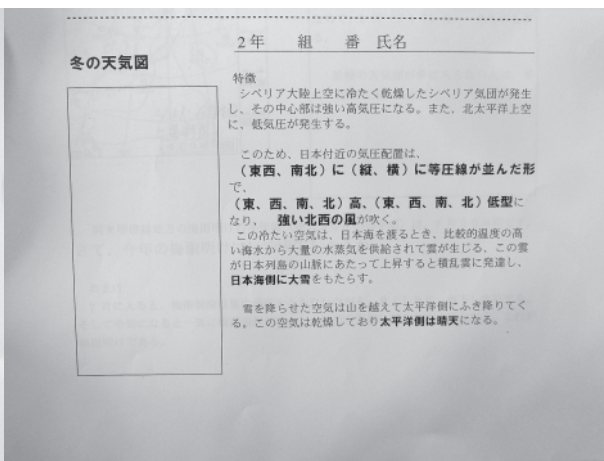 2年　組　番 氏名
冬の天気図
特徴
シベリア大陸上空に冷たく乾燥したシベリア気団が発生
し、その中心部は強い高気圧になる。また、北太平洋上空
に、低気圧が発生する。
このため、日本付近の気圧配置は、
（東西、南北）に（縦、横）に等圧線が並んだ形
で、
（東、西、南、北）高、（東、西、南、北）低型に
なり、　強い北西の風が吹く。
この冷たい空気は、日本海を渡るとき、比較的温度の高
い海水から大量の水蒸気を供給されて雲が生じる。この雲
が日本列島の山脈にあたって上昇すると積乱雲に発達し、
日本海側に大雪をもたらす。
雪を降らせた空気は山を越えて太平洋側にふき降りてく
る。この空気は乾燥しており太平洋側は晴天になる。